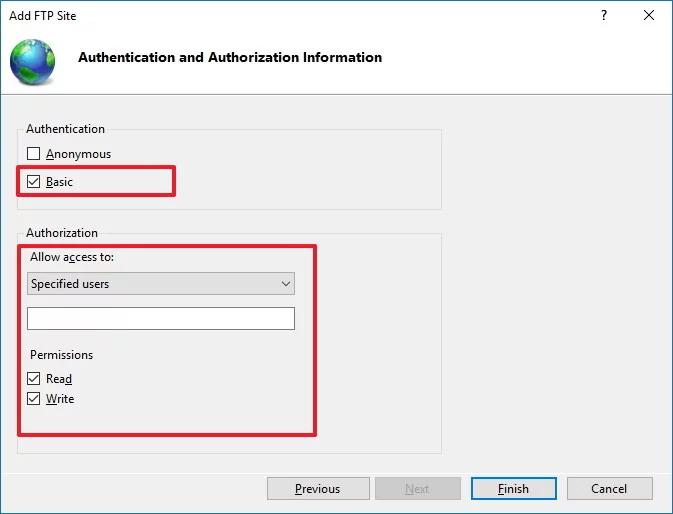 Add FTP Site
?
Authentication and Authorization Information
Authentication
Anonymous
Basic
Authorization
Allow access to:
Specified users
Permissions
Read
Write
Previous Next Finish Cancel